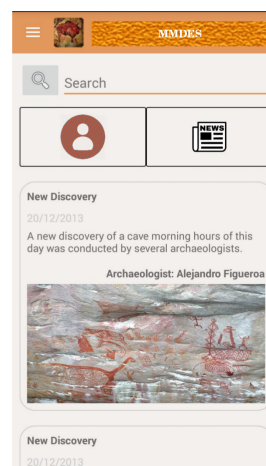 MMDES
Search
NEWS
New Discovery
20/12/2013
A new discovery of a cave morning hours of this
day was conducted by several archaeologists.
Archaeologist: Alejandro Figueroa
New Discovery
20/12/2013